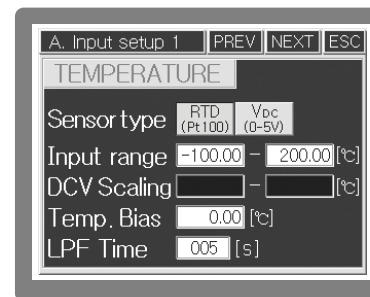 A. Input setup 1 PREV NEXT ESC
TEMPERATURE
Sensor type RTD (Pt100) VDC (0-5V)
Input range -100.00 - 200.00 [℃]
DCV Scaling - [℃]
Temp. Bias 0.00 [℃]
LPF Time 005 [s]